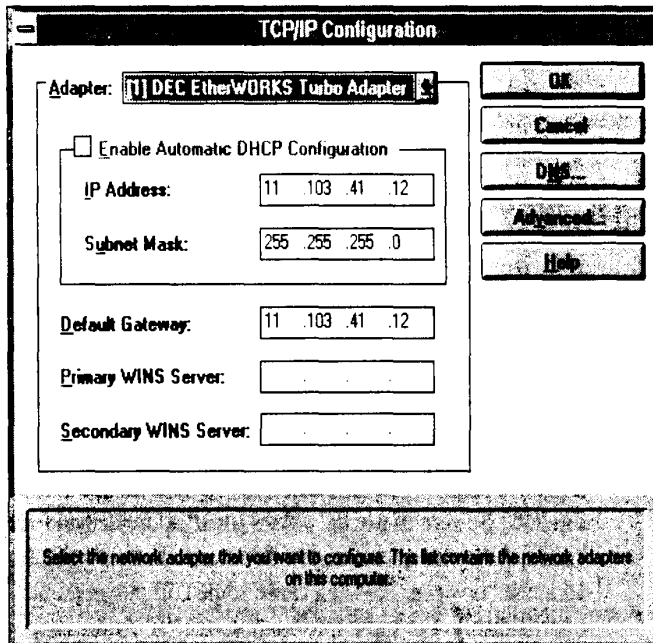 TCP/IP Configuration
Adapter: [1] DEC EtherWORKS Turbo Adapter
OK
Cancel
DNS...
Advanced...
Help
Enable Automatic DHCP Configuration
IP Address: 11 .103 .41 .12
Subnet Mask: 255 .255 .255 .0
Default Gateway: 11 .103 .41 .12
Primary WINS Server: . . .
Secondary WINS Server: . . .
Select the network adapter that you want to configure. This list contains the network adapters
on this computer.